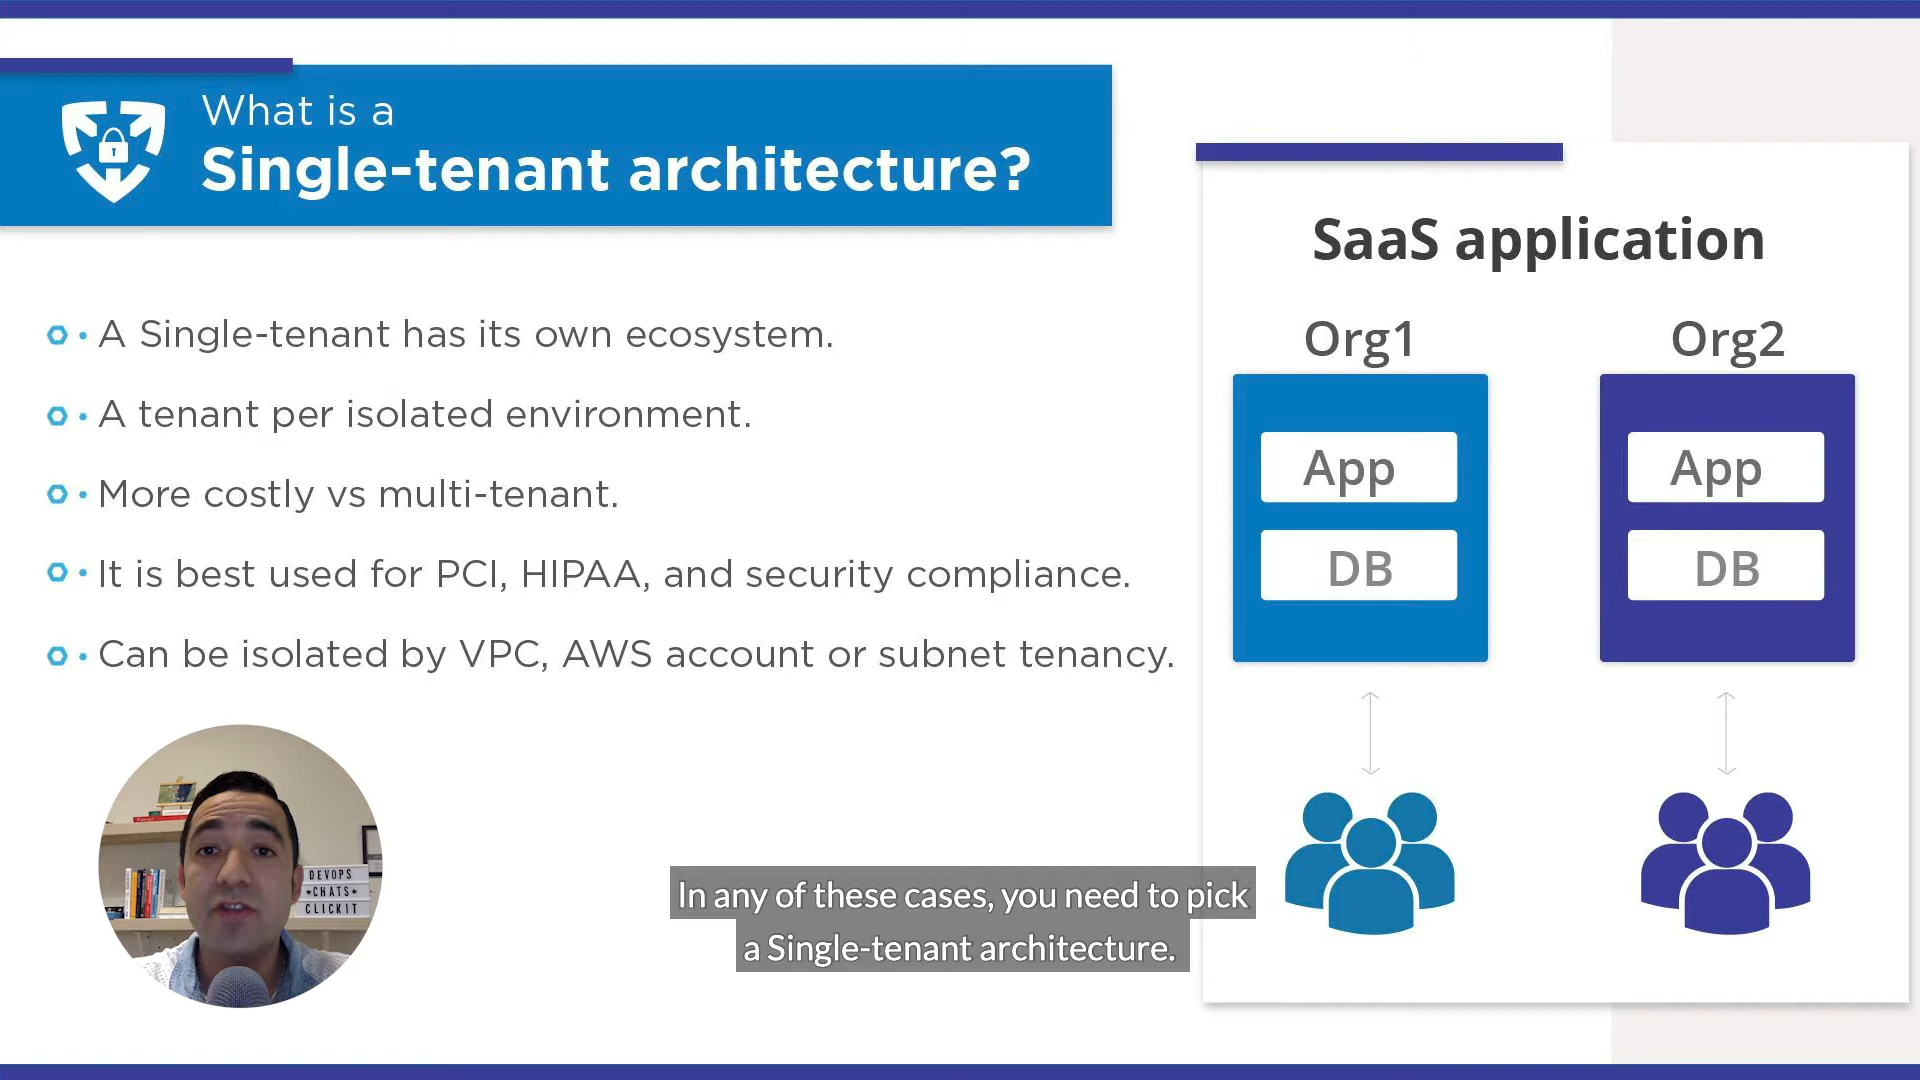 What is a
Single-tenant architecture?
• A Single-tenant has its own ecosystem.
• A tenant per isolated environment.
• More costly vs multi-tenant.
• It is best used for PCI, HIPAA, and security compliance.
• Can be isolated by VPC, AWS account or subnet tenancy.
SaaS application
Org1
Org2
App
DB
App
DB
DEVOPS
★CHATS★
CLICKIT
In any of these cases, you need to pick
a Single-tenant architecture.